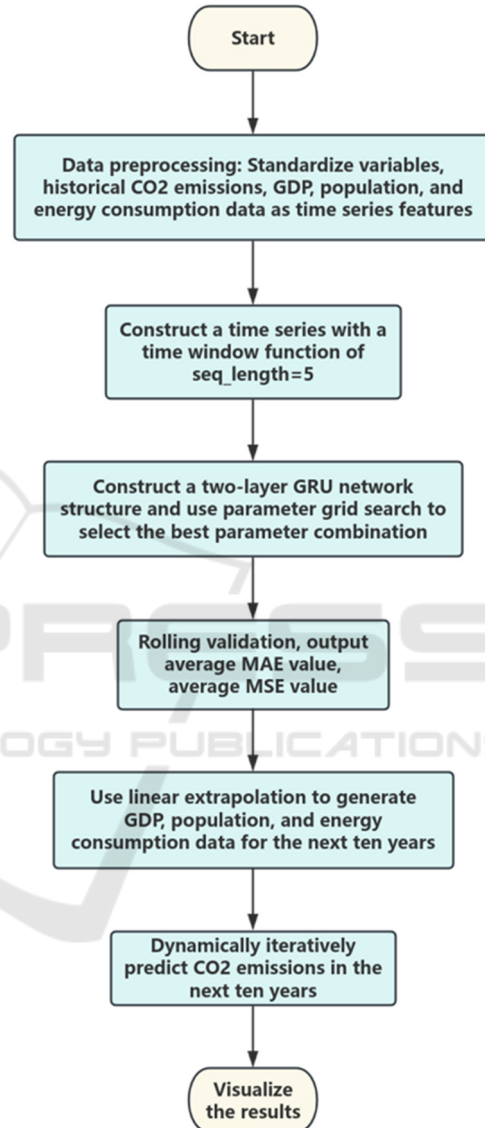 Start
Data preprocessing: Standardize variables,
historical CO2 emissions, GDP, population, and
energy consumption data as time series features
Construct a time series with a
time window function of
seq_length=5
Construct a two-layer GRU network
structure and use parameter grid search to
select the best parameter combination
Rolling validation, output
average MAE value,
average MSE value
PRESS
OGY PUBLICATIONS
Use linear extrapolation to generate
GDP, population, and energy
consumption data for the next ten years
Dynamically iteratively
predict CO2 emissions in the
next ten years
Visualize
the results